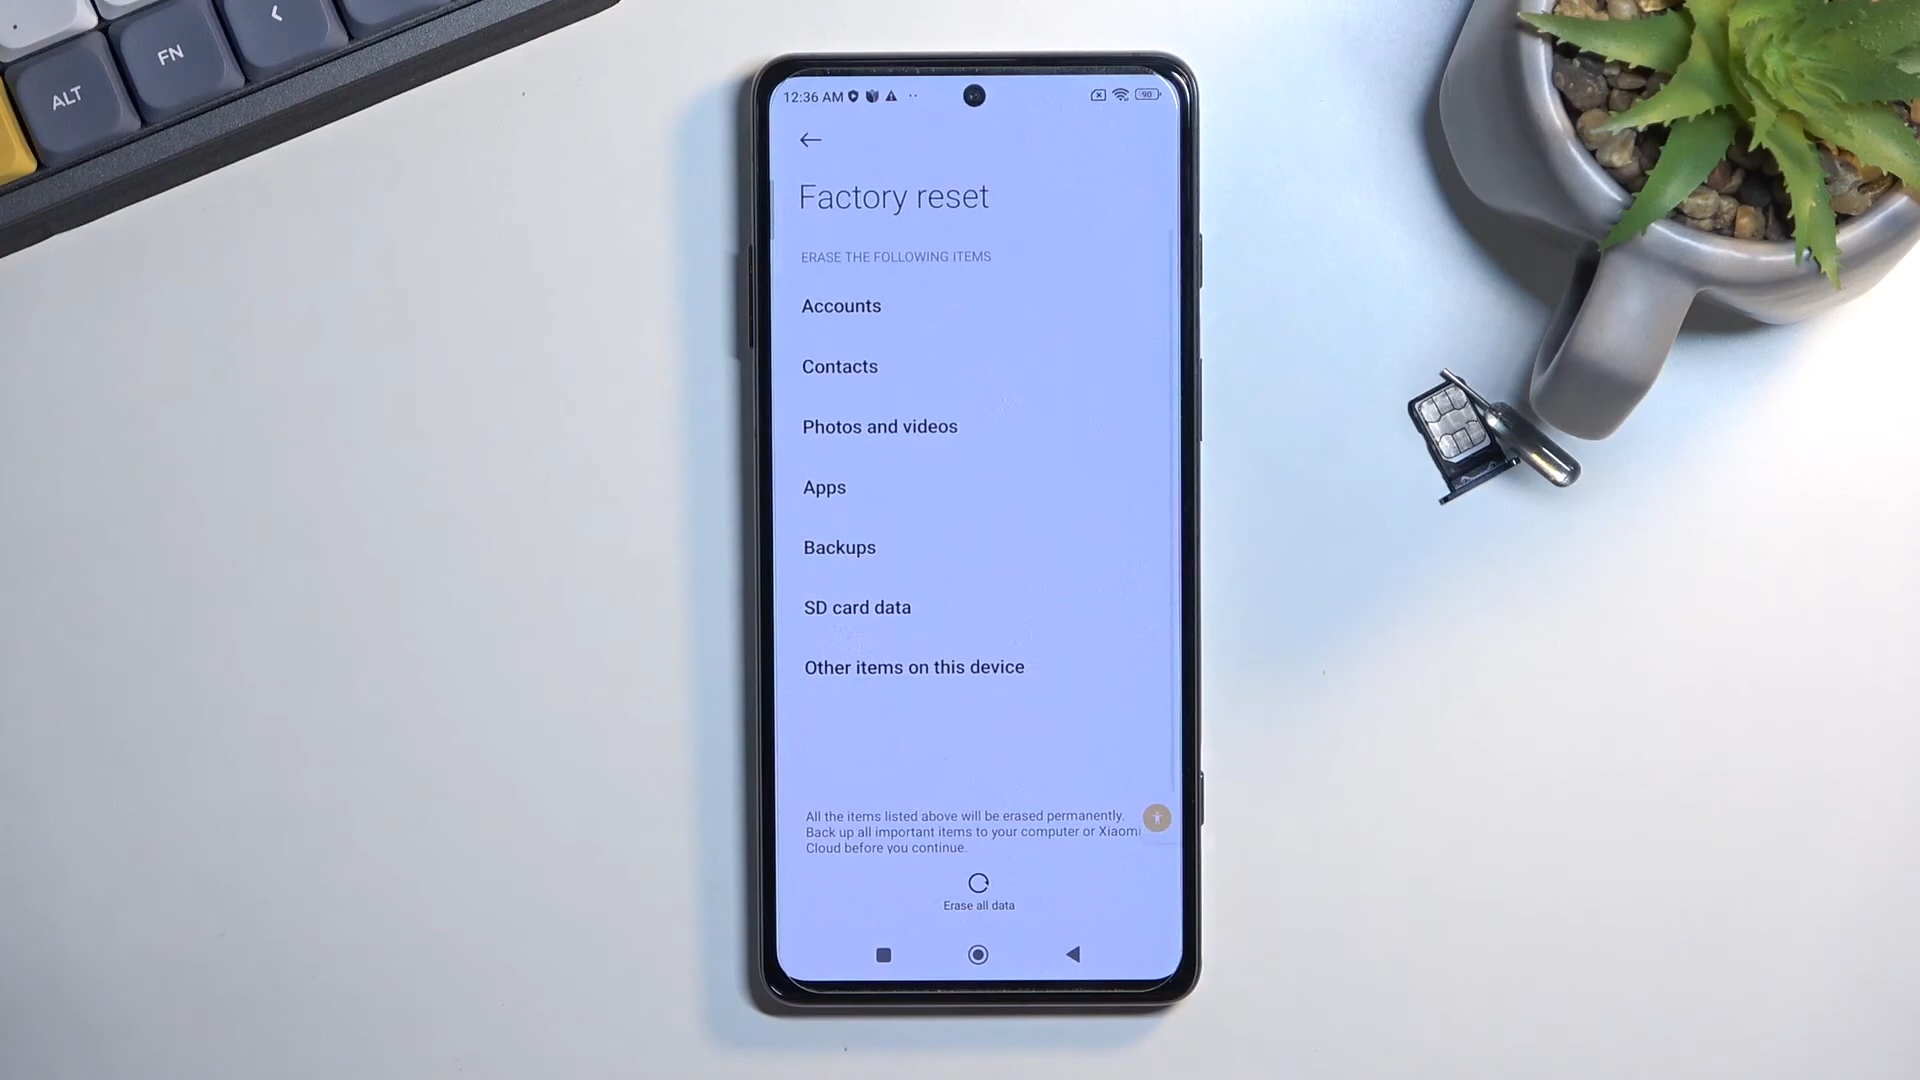 ALT
FN
12:36 AM
90
Factory reset
ERASE THE FOLLOWING ITEMS
Accounts
Contacts
Photos and videos
Apps
Backups
SD card data
Other items on this device
All the items listed above will be erased permanently.
Back up all important items to your computer or Xiaomi
Cloud before you continue.
Erase all data